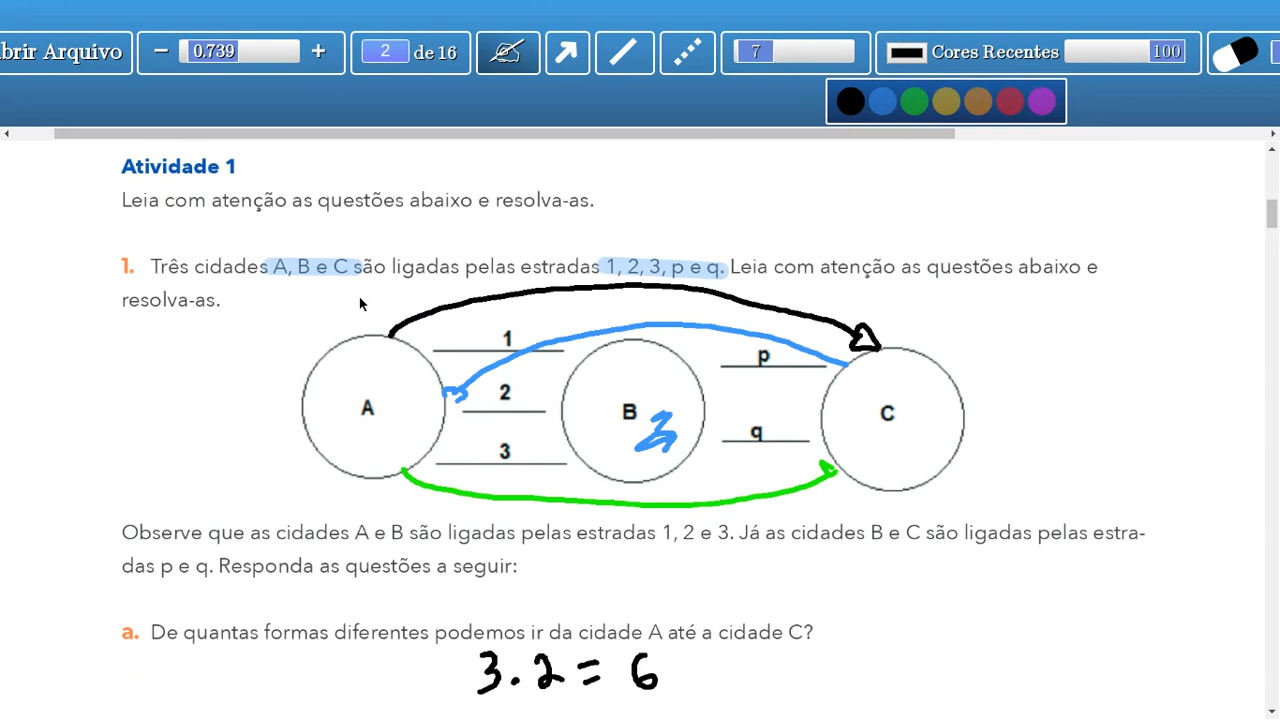 brir Arquivo − 0.739 + 2 de 16 7 Cores Recentes 100
Atividade 1
Leia com atenção as questões abaixo e resolva-as.
1. Três cidades A, B e C são ligadas pelas estradas 1, 2, 3, p e q. Leia com atenção as questões abaixo e
resolva-as.
1
p
2
A B C
q
3
Observe que as cidades A e B são ligadas pelas estradas 1, 2 e 3. Já as cidades B e C são ligadas pelas estra-
das p e q. Responda as questões a seguir:
a. De quantas formas diferentes podemos ir da cidade A até a cidade C?
3.2=6